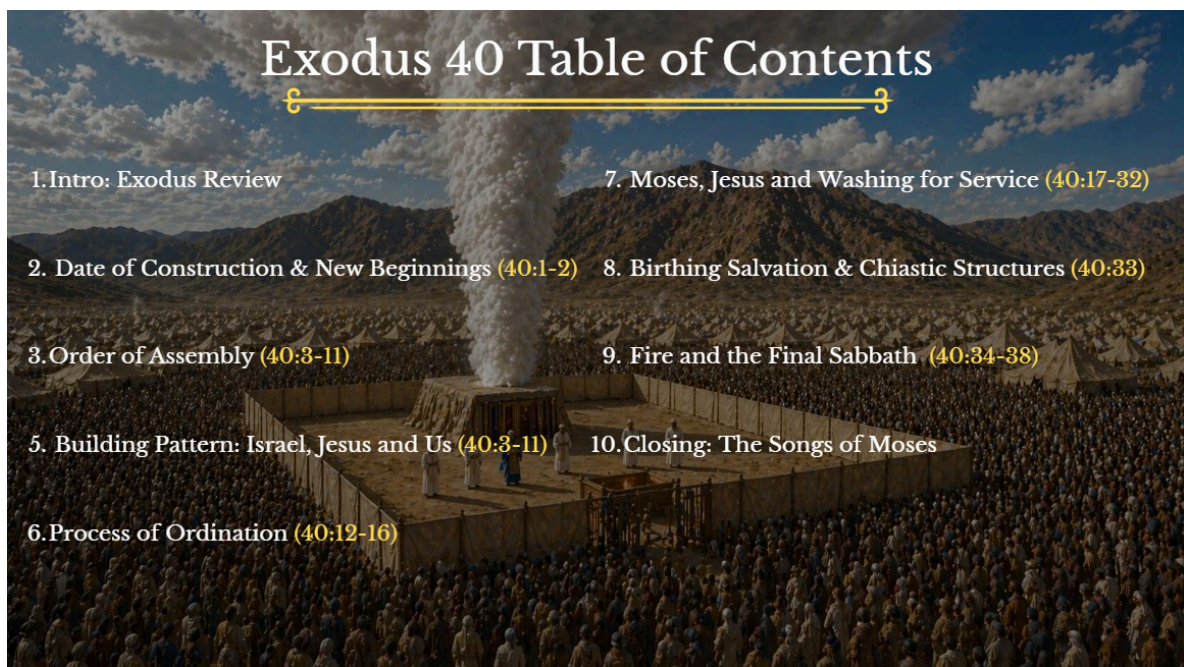 Exodus 40 Table of Contents
1. Intro: Exodus Review
2. Date of Construction & New Beginnings (40:1-2)
3. Order of Assembly (40:3-11)
5. Building Pattern: Israel, Jesus and Us (40:3-11)
6. Process of Ordination (40:12-16)
7. Moses, Jesus and Washing for Service (40:17-32)
8. Birthing Salvation & Chiastic Structures (40:33)
9. Fire and the Final Sabbath (40:34-38)
10. Closing: The Songs of Moses